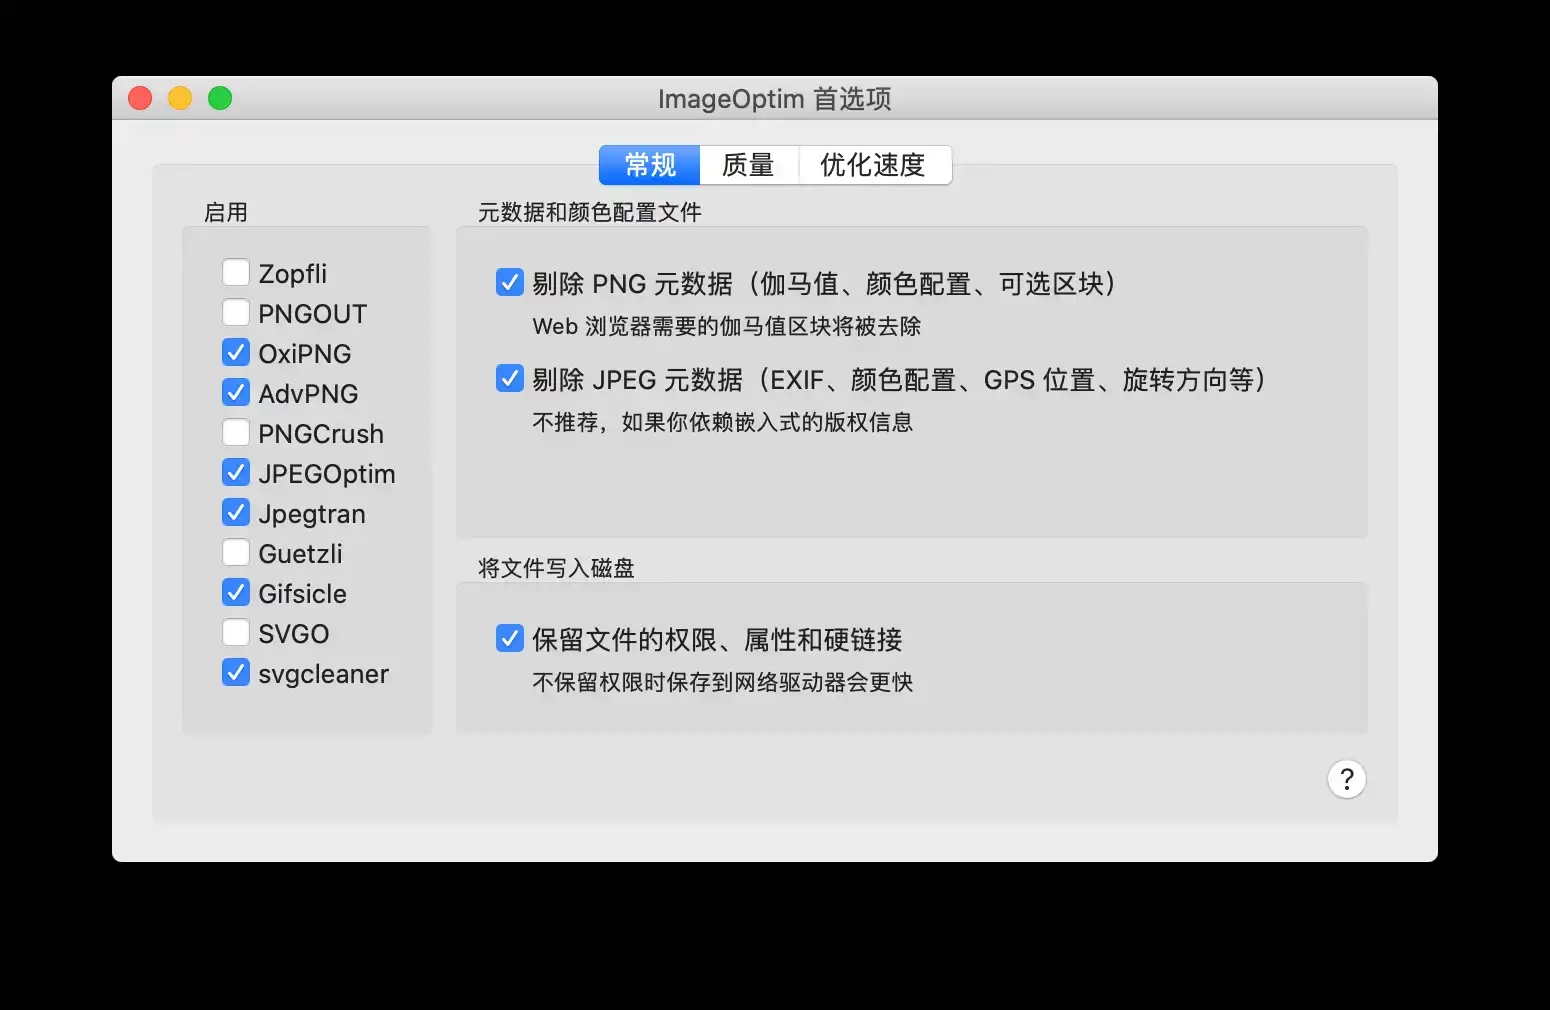 ImageOptim 首选项
常规 质量 优化速度
启用
Zopfli
PNGOUT
OxiPNG
AdvPNG
PNGCrush
JPEGOptim
Jpegtran
Guetzli
Gifsicle
SVGO
svgcleaner
元数据和颜色配置文件
剔除 PNG 元数据（伽马值、颜色配置、可选区块）
Web 浏览器需要的伽马值区块将被去除
剔除 JPEG 元数据（EXIF、颜色配置、GPS 位置、旋转方向等）
不推荐，如果你依赖嵌入式的版权信息
将文件写入磁盘
保留文件的权限、属性和硬链接
不保留权限时保存到网络驱动器会更快
?